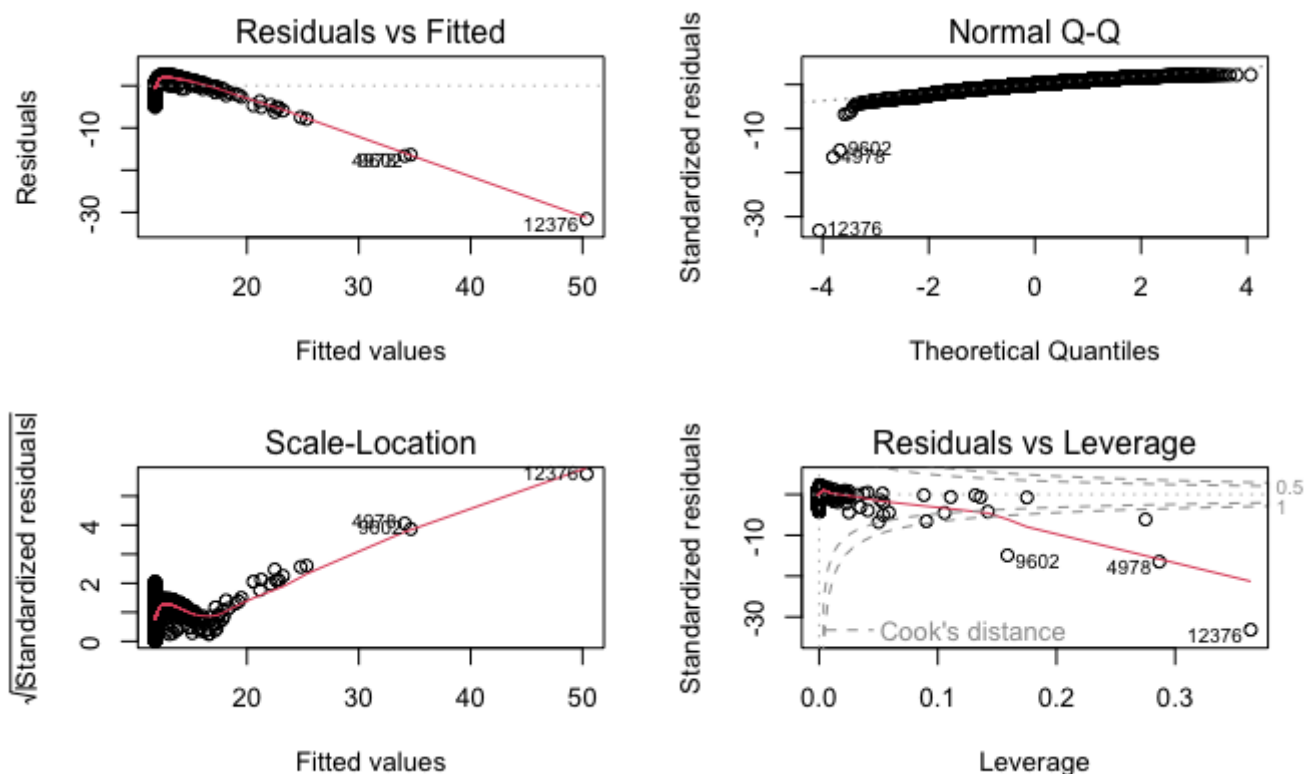 Residuals vs Fitted
Residuals
-10
-30
49789602
12376
20 30 40 50
Fitted values
Normal Q-Q
Standardized residuals
-10
-30
9602
4978
12376
-4 -2 0 2 4
Theoretical Quantiles
Scale-Location
√|Standardized residuals|
4
2
0
12376
4978
9602
20 30 40 50
Fitted values
Residuals vs Leverage
Standardized residuals
-10
-30
0.5
1
9602
4978
12376
Cook's distance
0.0 0.1 0.2 0.3
Leverage